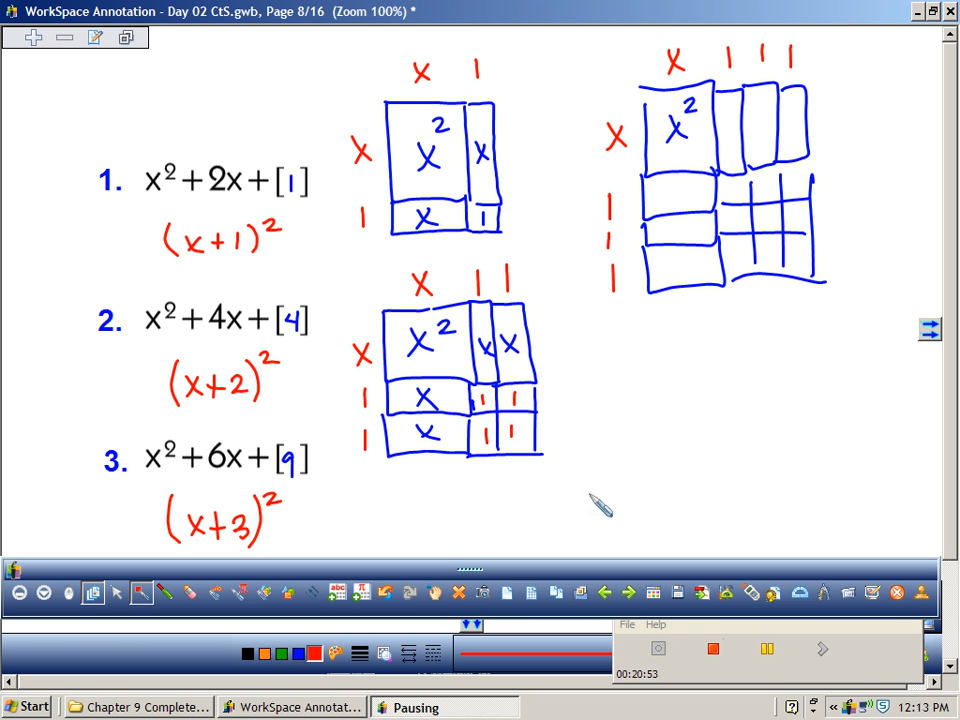 WorkSpace Annotation - Day 02 CtS.gwb, Page 8/16 (Zoom 100%) *
x 1
x x² x
1 x 1
1. x² + 2x + [1]
(x+1)²
x 1 1 1
x x²
1
1
1
x 1 1
x x² x x
1 x 1 1
1 x 1 1
2. x² + 4x + [4]
(x+2)²
3. x² + 6x + [9]
(x+3)²
abc
π
File Help
00:20:53
Start
Chapter 9 Complete...
WorkSpace Annotat...
Pausing
12:13 PM